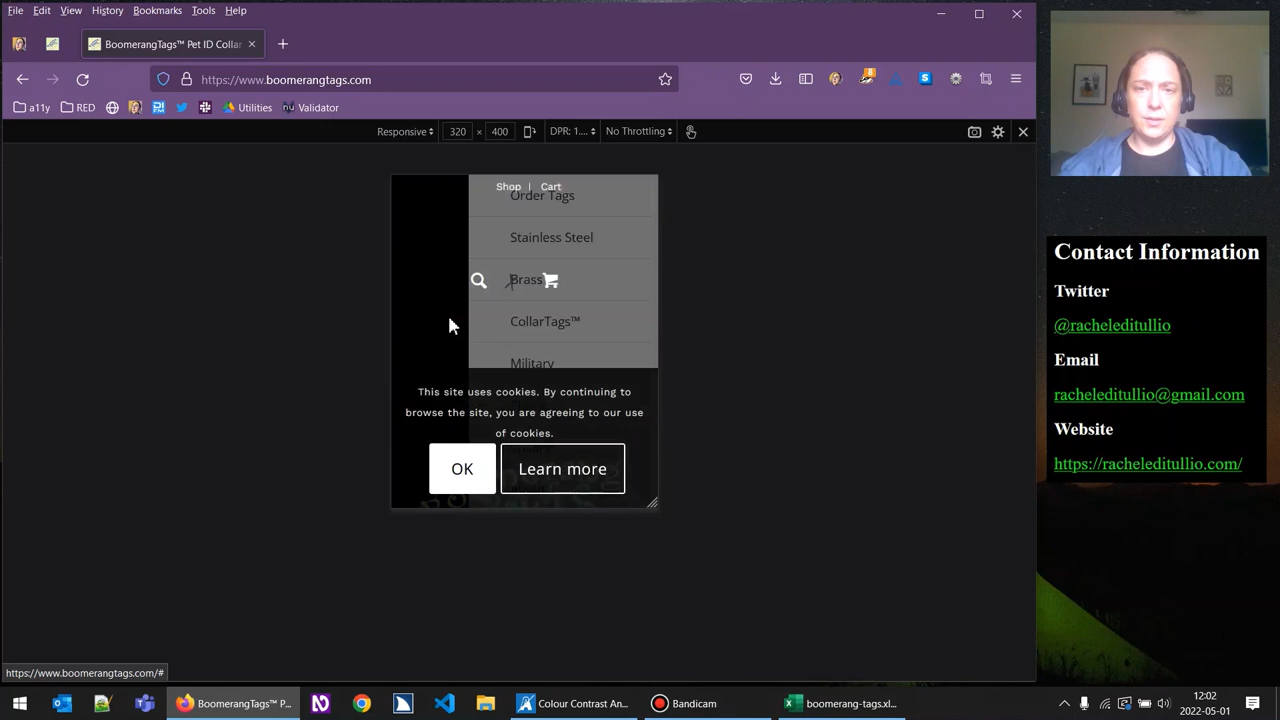 File Edit View History Bookmarks Tools Help
BoomerangTags™ Pet ID Collar
https://www.boomerangtags.com
8
S
a11y RED Utilities Validator
Responsive 320 × 400 DPR: 1.... No Throttling
Shop | Cart
Order Tags
Stainless Steel
Brass
CollarTags™
Military
This site uses cookies. By continuing to
browse the site, you are agreeing to our use
of cookies.
OK Learn more
https://www.boomerangtags.com/#
Contact Information
Twitter
@racheleditullio
Email
racheleditullio@gmail.com
Website
https://racheleditullio.com/
BoomerangTags™ P...
Colour Contrast An...
Bandicam
boomerang-tags.xl...
12:02
2022-05-01